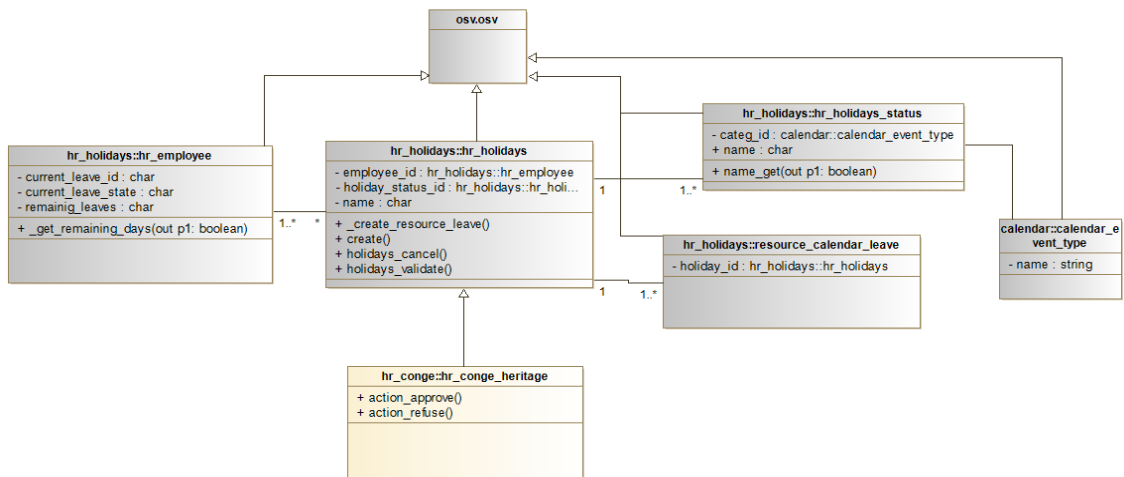 osv.osv
hr_holidays::hr_employee
- current_leave_id : char
- current_leave_state : char
- remainig_leaves : char
+ _get_remaining_days(out p1: boolean)
1..*
*
hr_holidays::hr_holidays
- employee_id : hr_holidays::hr_employee
- holiday_status_id : hr_holidays::hr_holi...
- name : char
+ _create_resource_leave()
+ create()
+ holidays_cancel()
+ holidays_validate()
1
1..*
1
1..*
hr_holidays::hr_holidays_status
- categ_id : calendar::calendar_event_type
+ name : char
+ name_get(out p1: boolean)
hr_holidays::resource_calendar_leave
- holiday_id : hr_holidays::hr_holidays
calendar::calendar_e
vent_type
- name : string
hr_conge::hr_conge_heritage
+ action_approve()
+ action_refuse()